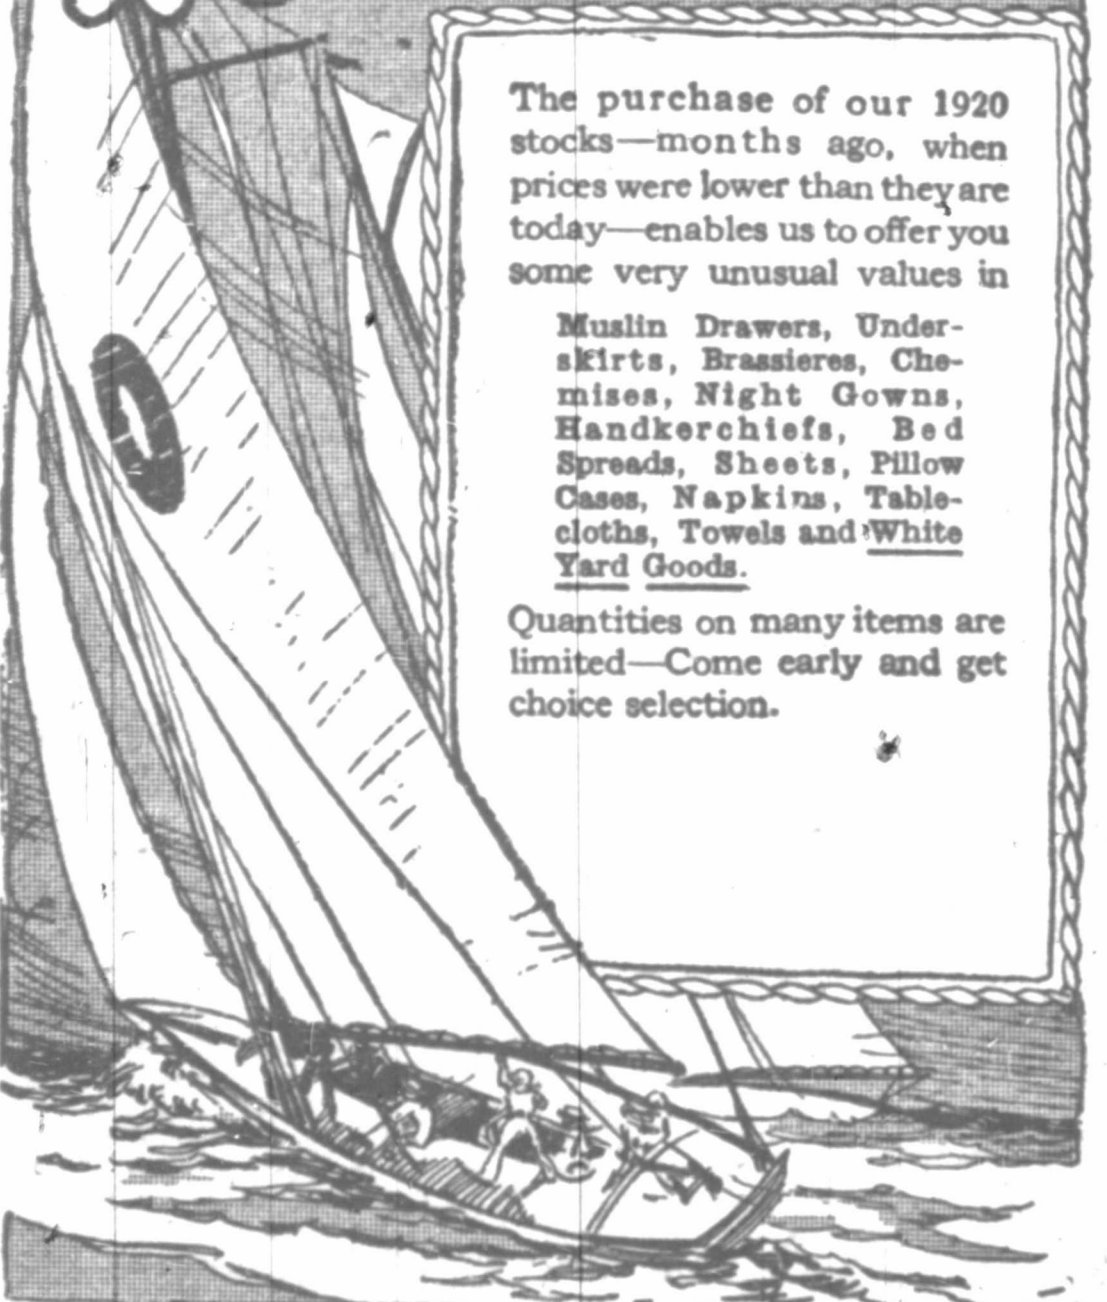 The purchase of our 1920
stocks—months ago, when
prices were lower than they are
today—enables us to offer you
some very unusual values in
Muslin Drawers, Under-
skirts, Brassieres, Che-
mises, Night Gowns,
Handkerchiefs, Bed
Spreads, Sheets, Pillow
Cases, Napkins, Table-
cloths, Towels and White
Yard Goods.
Quantities on many items are
limited—Come early and get
choice selection.